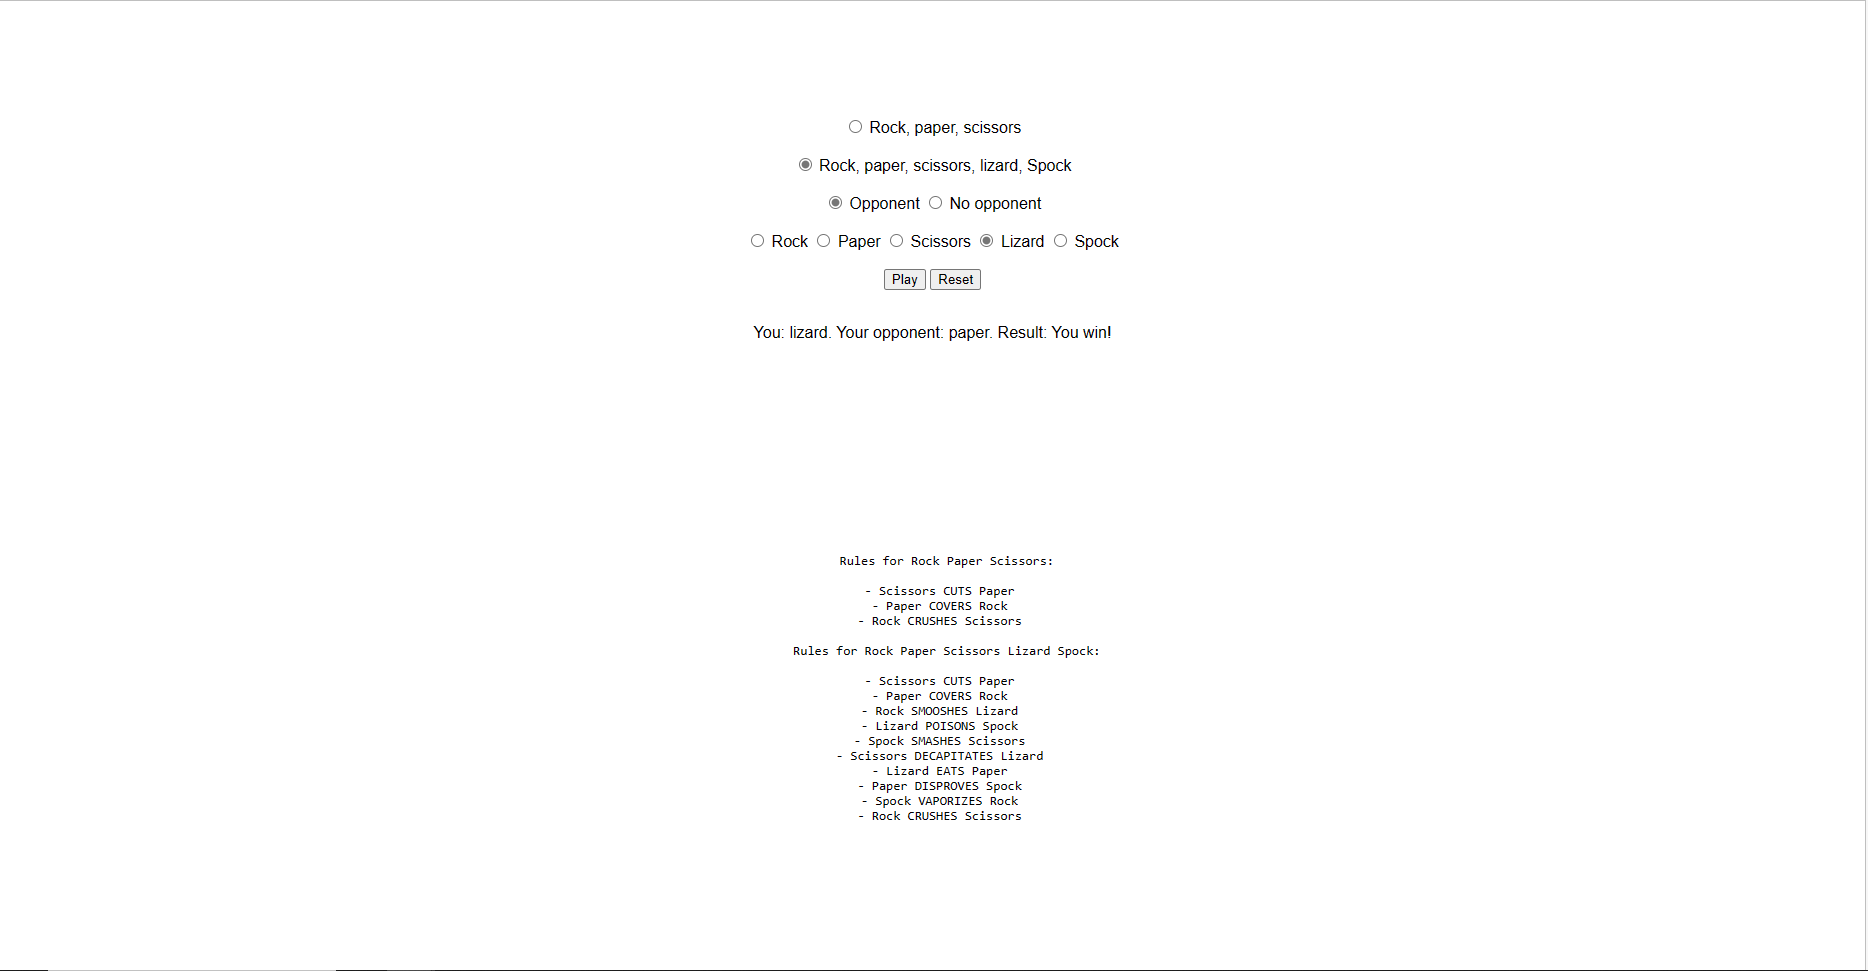 Rock, paper, scissors
Rock, paper, scissors, lizard, Spock
Opponent No opponent
Rock Paper Scissors Lizard Spock
Play Reset
You: lizard. Your opponent: paper. Result: You win!
Rules for Rock Paper Scissors:
- Scissors CUTS Paper
- Paper COVERS Rock
- Rock CRUSHES Scissors
Rules for Rock Paper Scissors Lizard Spock:
- Scissors CUTS Paper
- Paper COVERS Rock
- Rock SMOOSHES Lizard
- Lizard POISONS Spock
- Spock SMASHES Scissors
- Scissors DECAPITATES Lizard
- Lizard EATS Paper
- Paper DISPROVES Spock
- Spock VAPORIZES Rock
- Rock CRUSHES Scissors